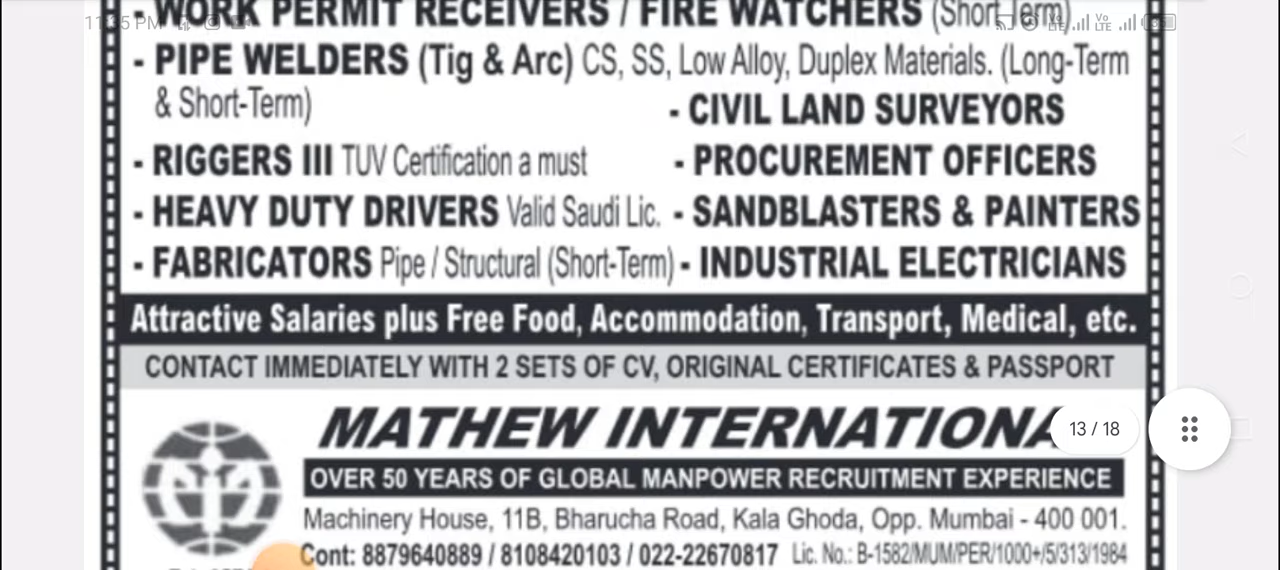 - WORK PERMIT RECEIVERS / FIRE WATCHERS (Short Term)
11:35 PM
- PIPE WELDERS (Tig & Arc) CS, SS, Low Alloy, Duplex Materials. (Long-Term
& Short-Term)
- CIVIL LAND SURVEYORS
- RIGGERS III TUV Certification a must
- PROCUREMENT OFFICERS
- HEAVY DUTY DRIVERS Valid Saudi Lic.
- SANDBLASTERS & PAINTERS
- FABRICATORS Pipe / Structural (Short-Term)
- INDUSTRIAL ELECTRICIANS
Attractive Salaries plus Free Food, Accommodation, Transport, Medical, etc.
CONTACT IMMEDIATELY WITH 2 SETS OF CV, ORIGINAL CERTIFICATES & PASSPORT
MATHEW INTERNATIONA
13 / 18
OVER 50 YEARS OF GLOBAL MANPOWER RECRUITMENT EXPERIENCE
Machinery House, 11B, Bharucha Road, Kala Ghoda, Opp. Mumbai - 400 001.
Cont: 8879640889 / 8108420103 / 022-22670817 Lic. No.: B-1582/MUM/PER/1000+/5/313/1984